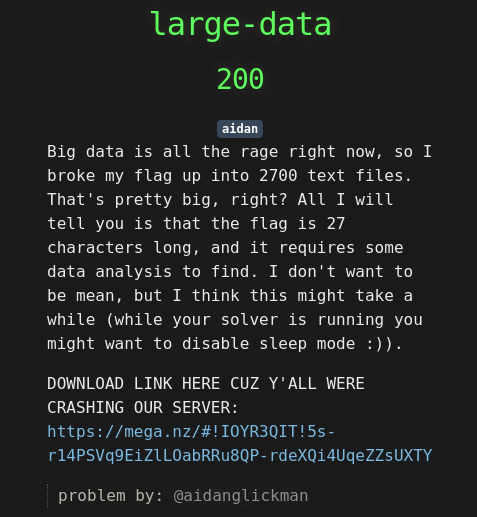 large-data
200
aidan
Big data is all the rage right now, so I
broke my flag up into 2700 text files.
That's pretty big, right? All I will
tell you is that the flag is 27
characters long, and it requires some
data analysis to find. I don't want to
be mean, but I think this might take a
while (while your solver is running you
might want to disable sleep mode :)).
DOWNLOAD LINK HERE CUZ Y'ALL WERE
CRASHING OUR SERVER:
https://mega.nz/#!IOYR3QIT!5s-
r14PSVq9EiZlLOabRRu8QP-rdeXQi4UqeZZsUXTY
problem by: @aidanglickman